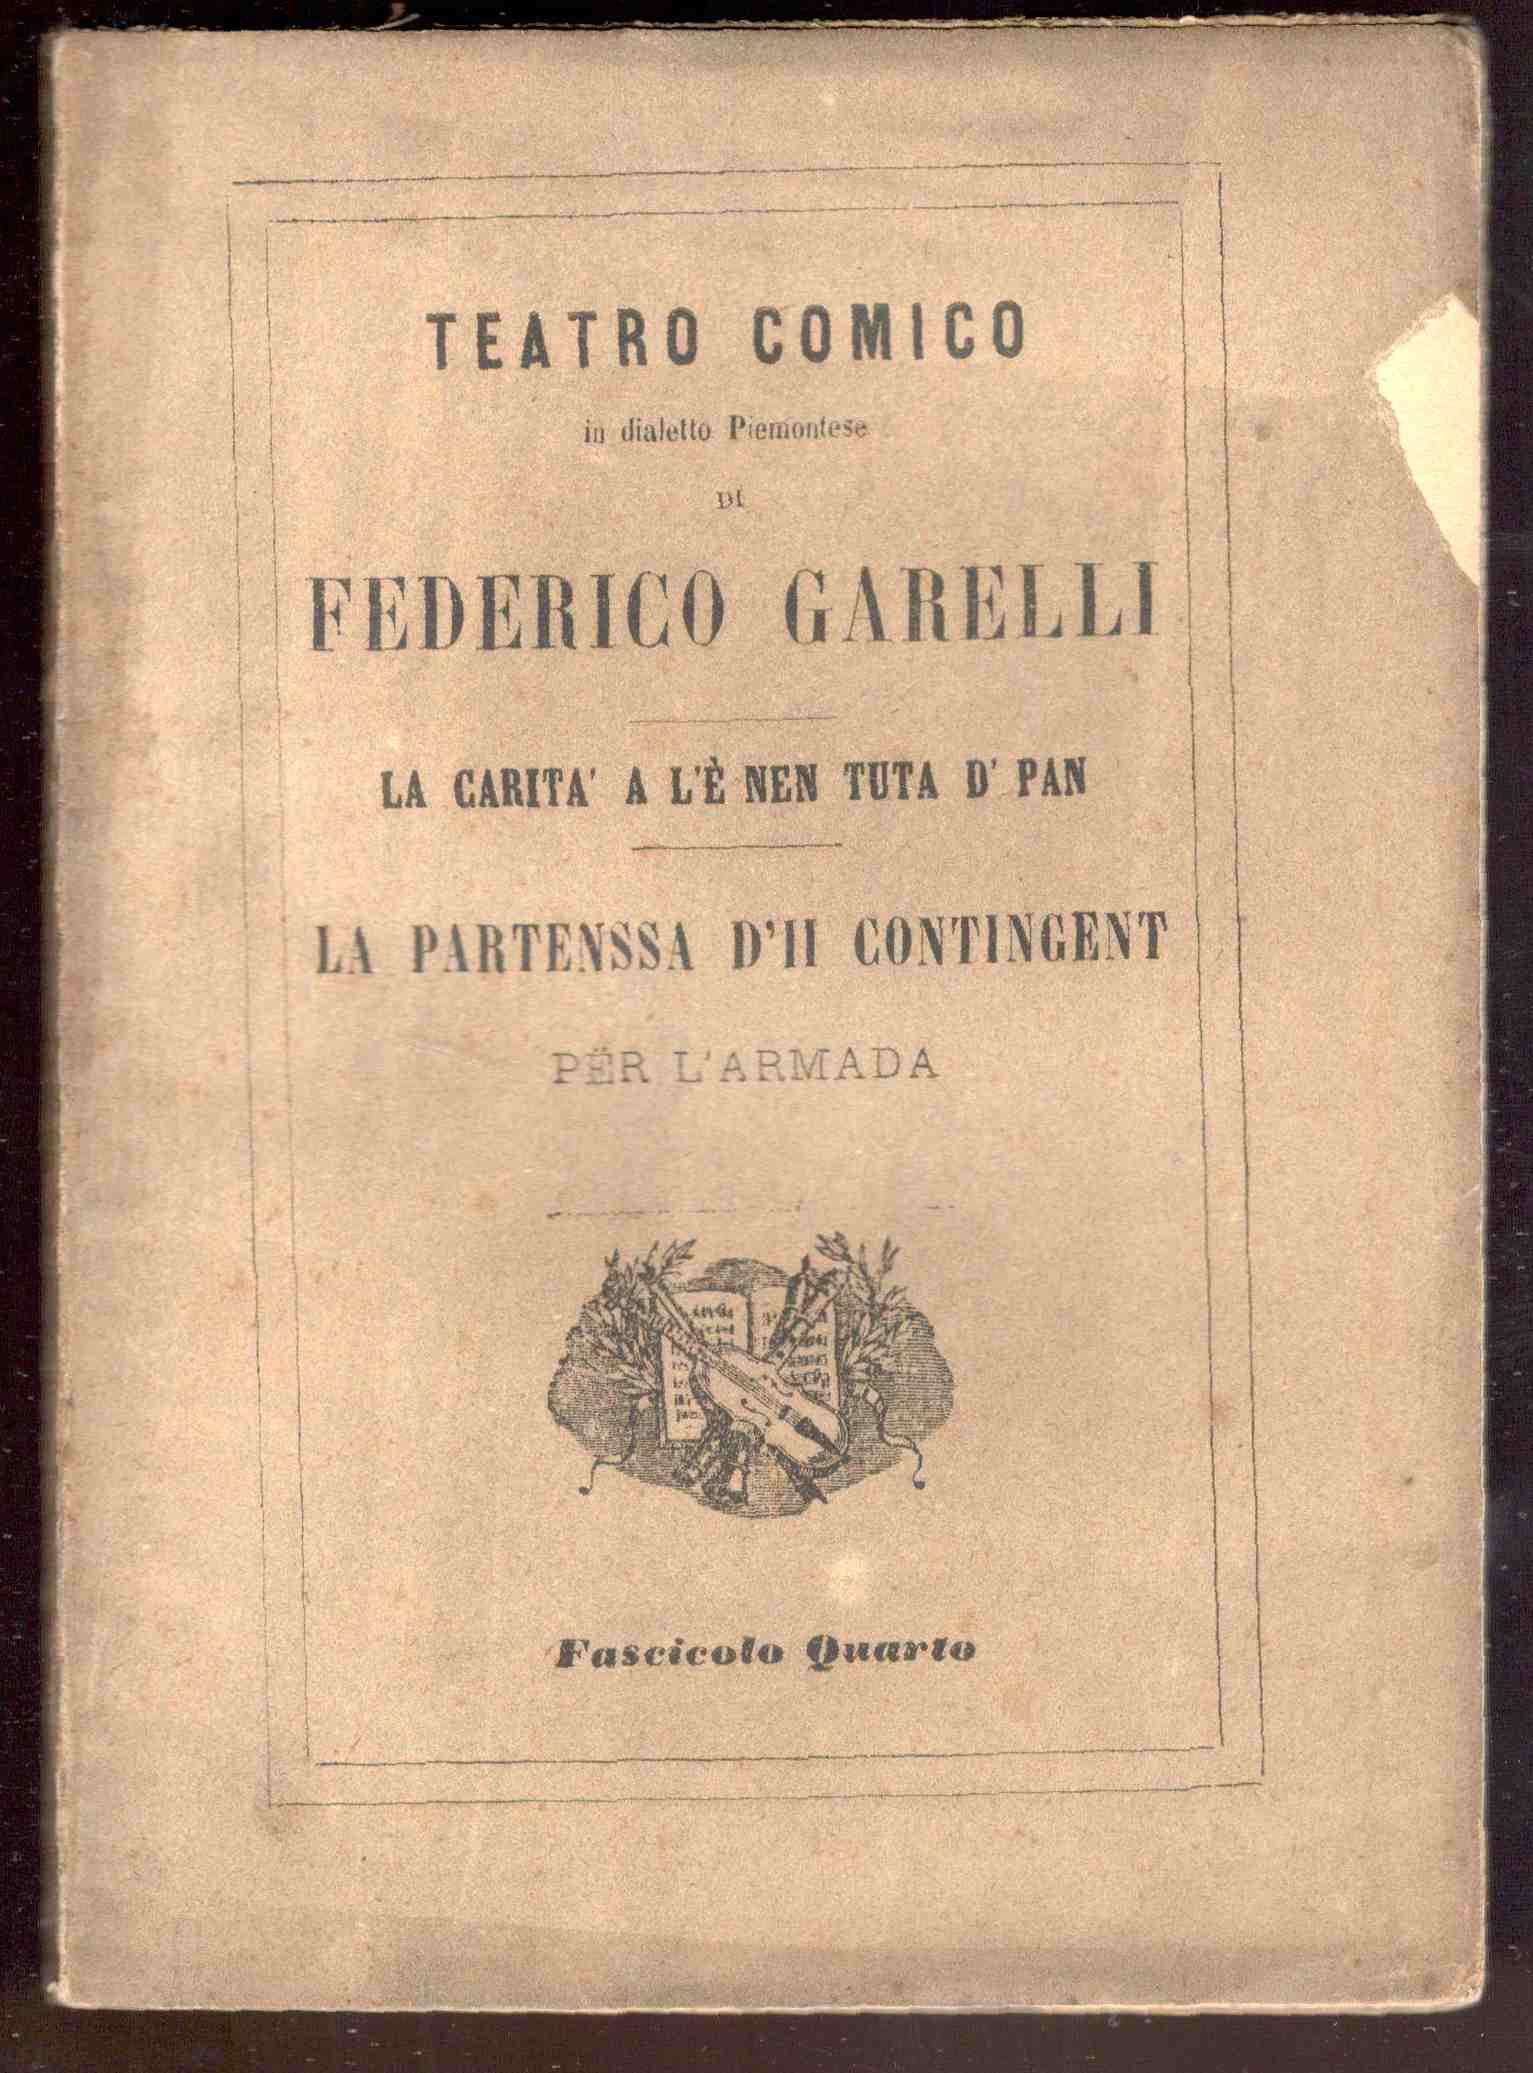 TEATRO COMICO
in dialetto Piemontese
DI
FEDERICO GARELLI
LA CARITA' A L'È NEN TUTA D' PAN
LA PARTENSSA D'II CONTINGENT
PËR L'ARMADA
Fascicolo Quarto